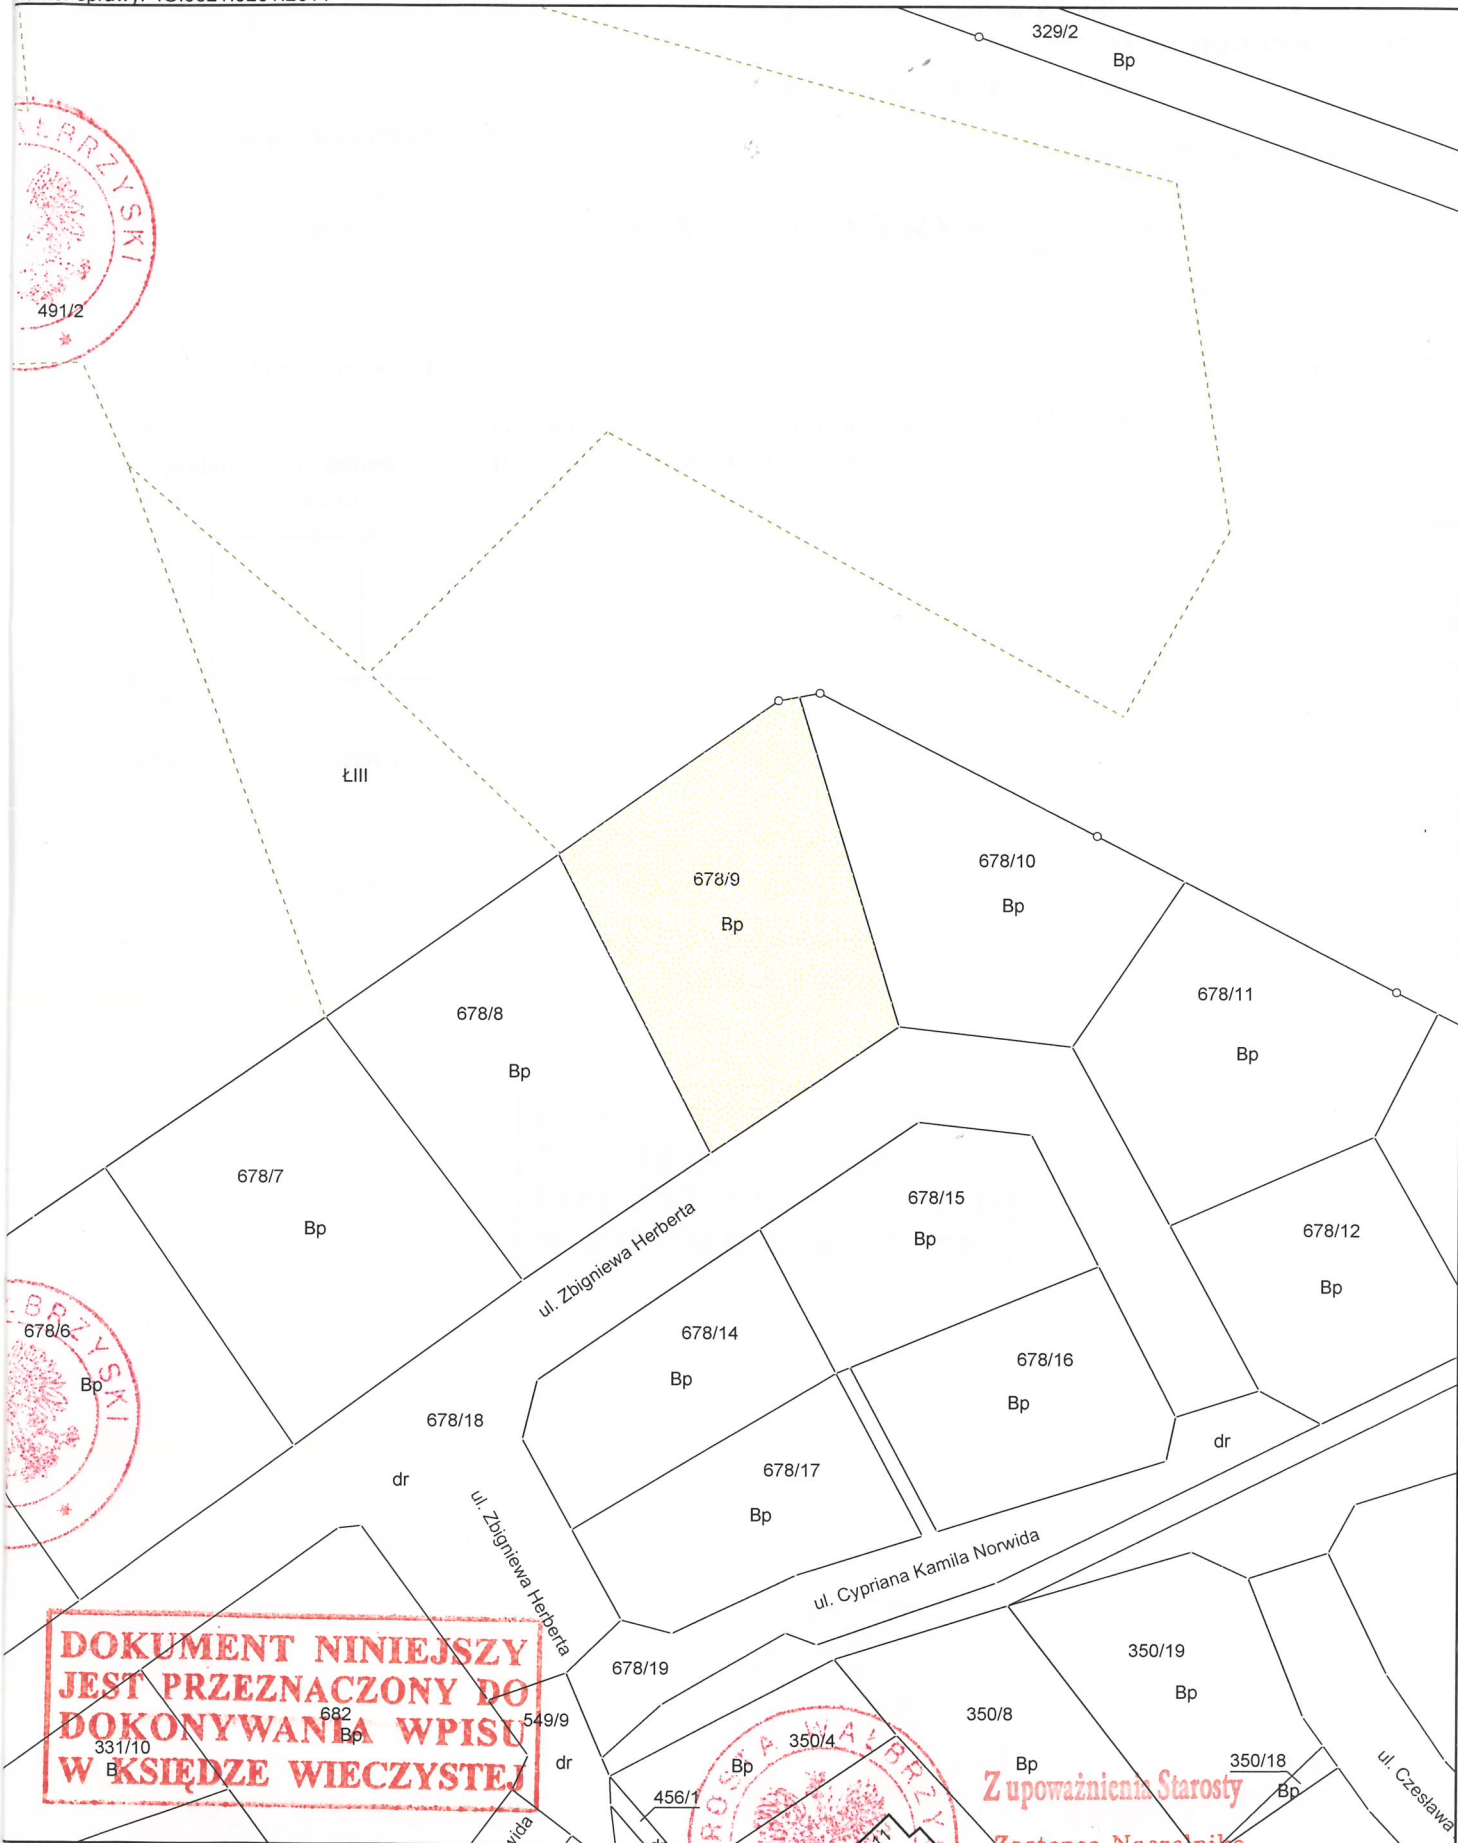 329/2
Bp
WAŁBRZYSKI
491/2
ŁIII
678/9
Bp
678/10
Bp
678/11
Bp
678/8
Bp
678/7
Bp
678/15
Bp
678/12
Bp
ul. Zbigniewa Herberta
678/6
Bp
678/14
Bp
678/16
Bp
678/18
dr
dr
678/17
Bp
ul. Zbigniewa Herberta
ul. Cypriana Kamila Norwida
678/19
350/19
Bp
DOKUMENT NINIEJSZY
JEST PRZEZNACZONY DO
DOKONYWANIA WPISU
W KSIĘDZE WIECZYSTEJ
682
Bp
331/10
B
549/9
dr
350/4
Bp
350/8
Bp
350/18
Bp
456/1
ul. Czesława
wida
Z upoważnienia Starosty
11